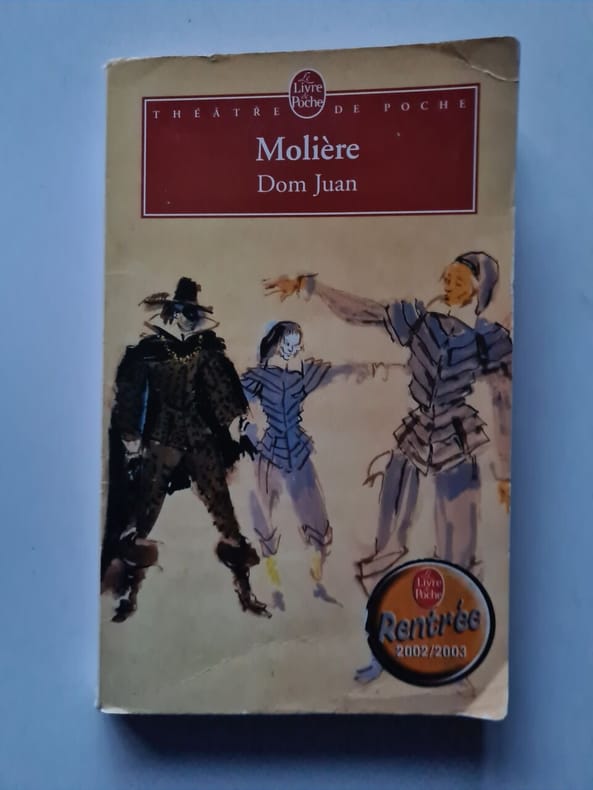 Le
Livre
de
Poche
THÉÂTRE DE POCHE
Molière
Dom Juan
Le
Livre
de
Poche
Rentrée
2002/2003